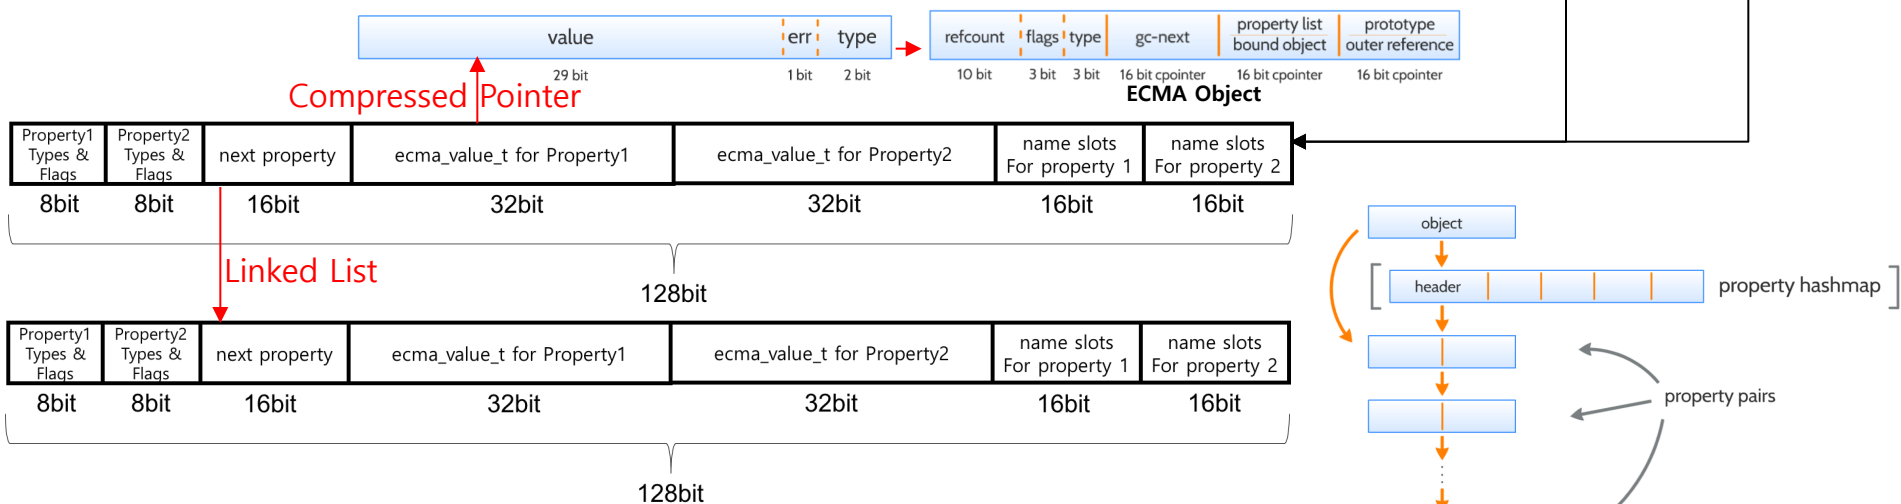 value
err
type
29 bit
1 bit
2 bit
refcount
flags
type
gc-next
property list
bound object
prototype
outer reference
10 bit
3 bit
3 bit
16 bit cpointer
16 bit cpointer
16 bit cpointer
ECMA Object
Compressed Pointer
Property1
Types &
Flags
Property2
Types &
Flags
next property
ecma_value_t for Property1
ecma_value_t for Property2
name slots
For property 1
name slots
For property 2
8bit
8bit
16bit
32bit
32bit
16bit
16bit
128bit
Linked List
Property1
Types &
Flags
Property2
Types &
Flags
next property
ecma_value_t for Property1
ecma_value_t for Property2
name slots
For property 1
name slots
For property 2
8bit
8bit
16bit
32bit
32bit
16bit
16bit
128bit
object
header
property hashmap
property pairs